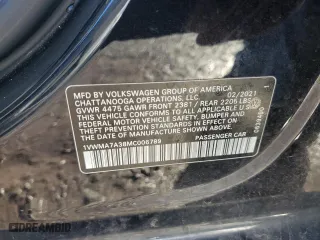 MFD. BY VOLKSWAGEN GROUP OF AMERICA
CHATTANOOGA OPERATIONS, LLC 02/2021
GVWR 4475 GAWR FRONT 2381 / REAR 2205 LBS
THIS VEHICLE CONFORMS TO ALL APPLICABLE U.S.
FEDERAL MOTOR VEHICLE SAFETY, BUMPER, AND
THEFT PREVENTION STANDARDS IN EFFECT ON
THE DATE OF MANUFACTURE SHOWN ABOVE.
1VWMA7A38MC006789 PASSENGER CAR